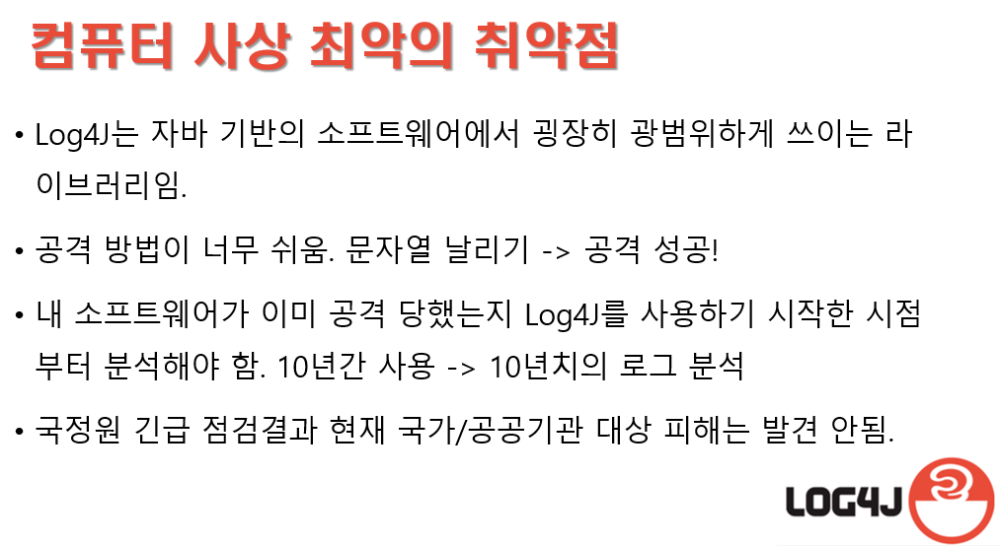 컴퓨터 사상 최악의 취약점
• Log4J는 자바 기반의 소프트웨어에서 굉장히 광범위하게 쓰이는 라
이브러리임.
• 공격 방법이 너무 쉬움. 문자열 날리기 -> 공격 성공!
• 내 소프트웨어가 이미 공격 당했는지 Log4J를 사용하기 시작한 시점
부터 분석해야 함. 10년간 사용 -> 10년치의 로그 분석
• 국정원 긴급 점검결과 현재 국가/공공기관 대상 피해는 발견 안됨.
LOG4J